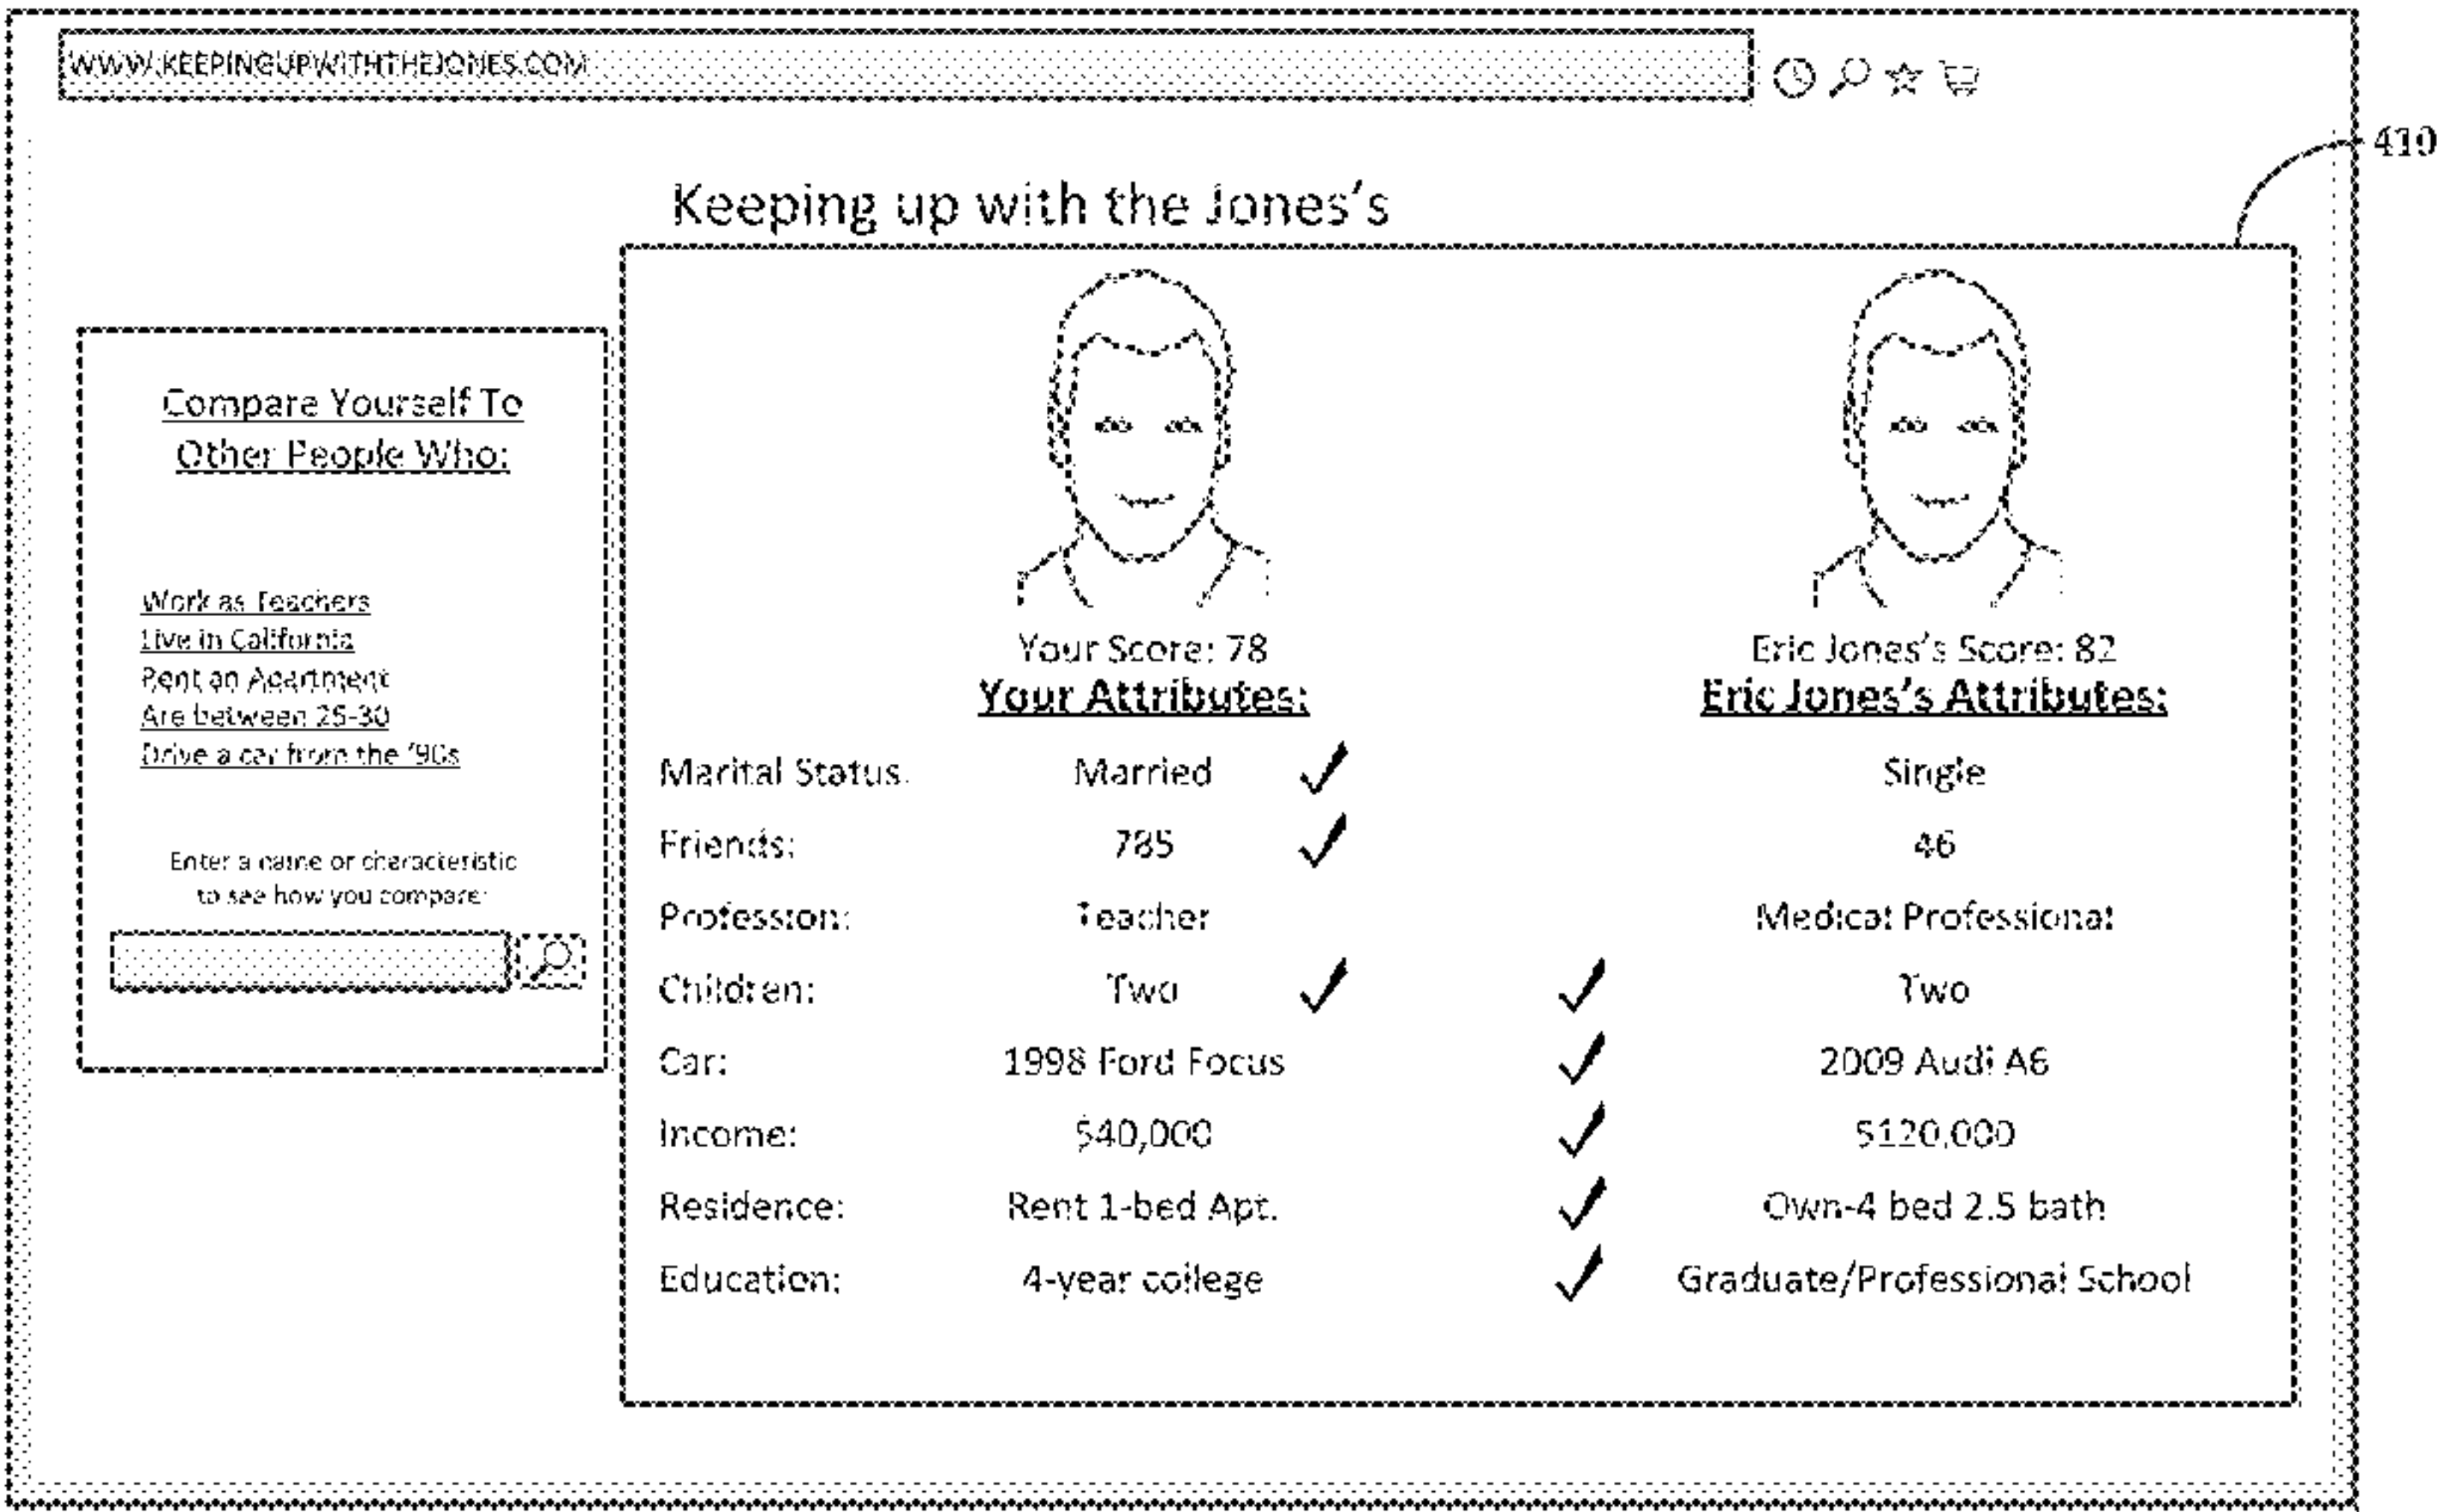 WWW.KEEPINGUPWITHTHEJONES.COM
410
Keeping up with the Jones's
Compare Yourself To
Other People Who:
Work as Teachers
Live in California
Rent an Apartment
Are between 25-30
Drive a car from the '90s
Enter a name or characteristic
to see how you compare:
Your Score: 78
Your Attributes:
Eric Jones's Score: 82
Eric Jones's Attributes:
Marital Status: Married ✓ Single
Friends: 785 ✓ 46
Profession: Teacher Medical Professional
Children: Two ✓ ✓ Two
Car: 1998 Ford Focus ✓ 2009 Audi A6
Income: $40,000 ✓ $120,000
Residence: Rent 1-bed Apt. ✓ Own-4 bed 2.5 bath
Education: 4-year college ✓ Graduate/Professional School